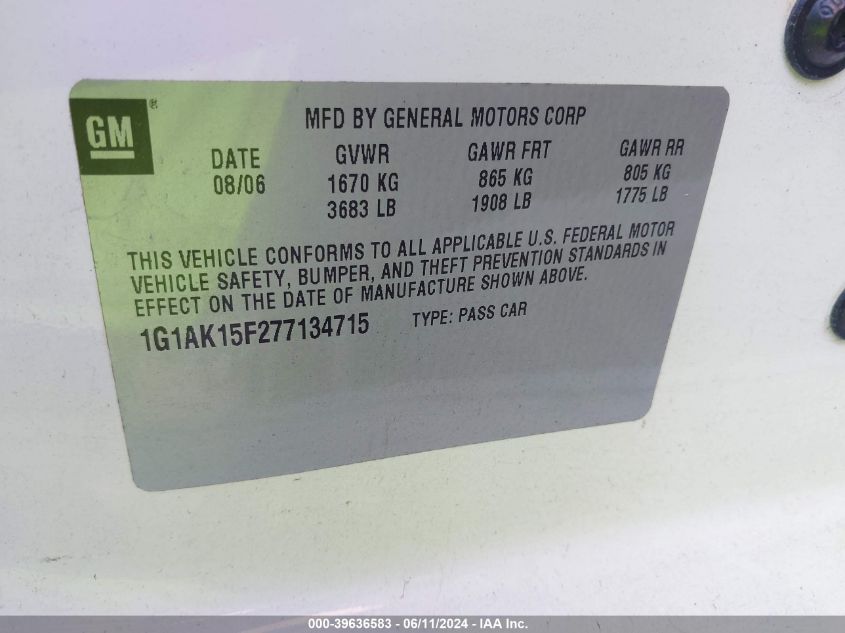 GM ®
MFD BY GENERAL MOTORS CORP
DATE GVWR GAWR FRT GAWR RR
08/06 1670 KG 865 KG 805 KG
3683 LB 1908 LB 1775 LB
THIS VEHICLE CONFORMS TO ALL APPLICABLE U.S. FEDERAL MOTOR
VEHICLE SAFETY, BUMPER, AND THEFT PREVENTION STANDARDS IN
EFFECT ON THE DATE OF MANUFACTURE SHOWN ABOVE.
1G1AK15F277134715 TYPE: PASS CAR
000-39636583 - 06/11/2024 - IAA Inc.